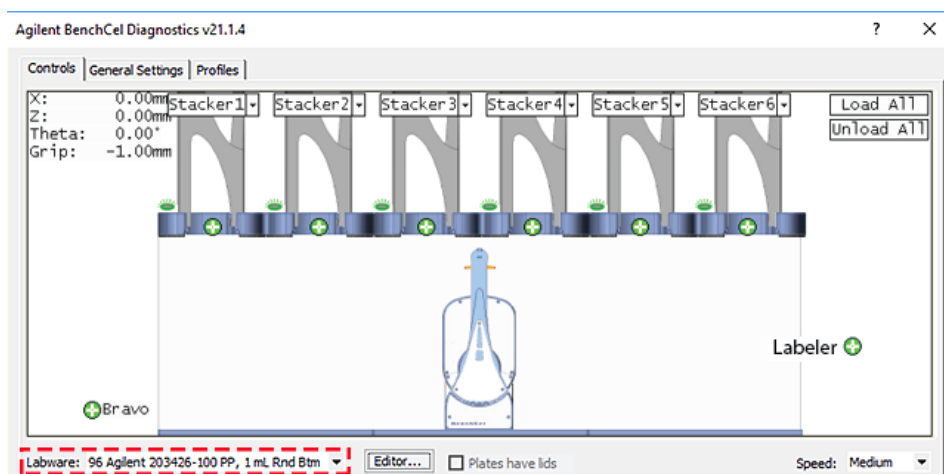 Agilent BenchCel Diagnostics v21.1.4 ? X
Controls General Settings Profiles
X: 0.00mm
Z: 0.00mm
Theta: 0.00°
Grip: -1.00mm
Stacker1 Stacker2 Stacker3 Stacker4 Stacker5 Stacker6
Load All
Unload All
Labeler
Bravo
Labware: 96 Agilent 203426-100 PP, 1 mL Rnd Btm Editor... Plates have lids Speed: Medium